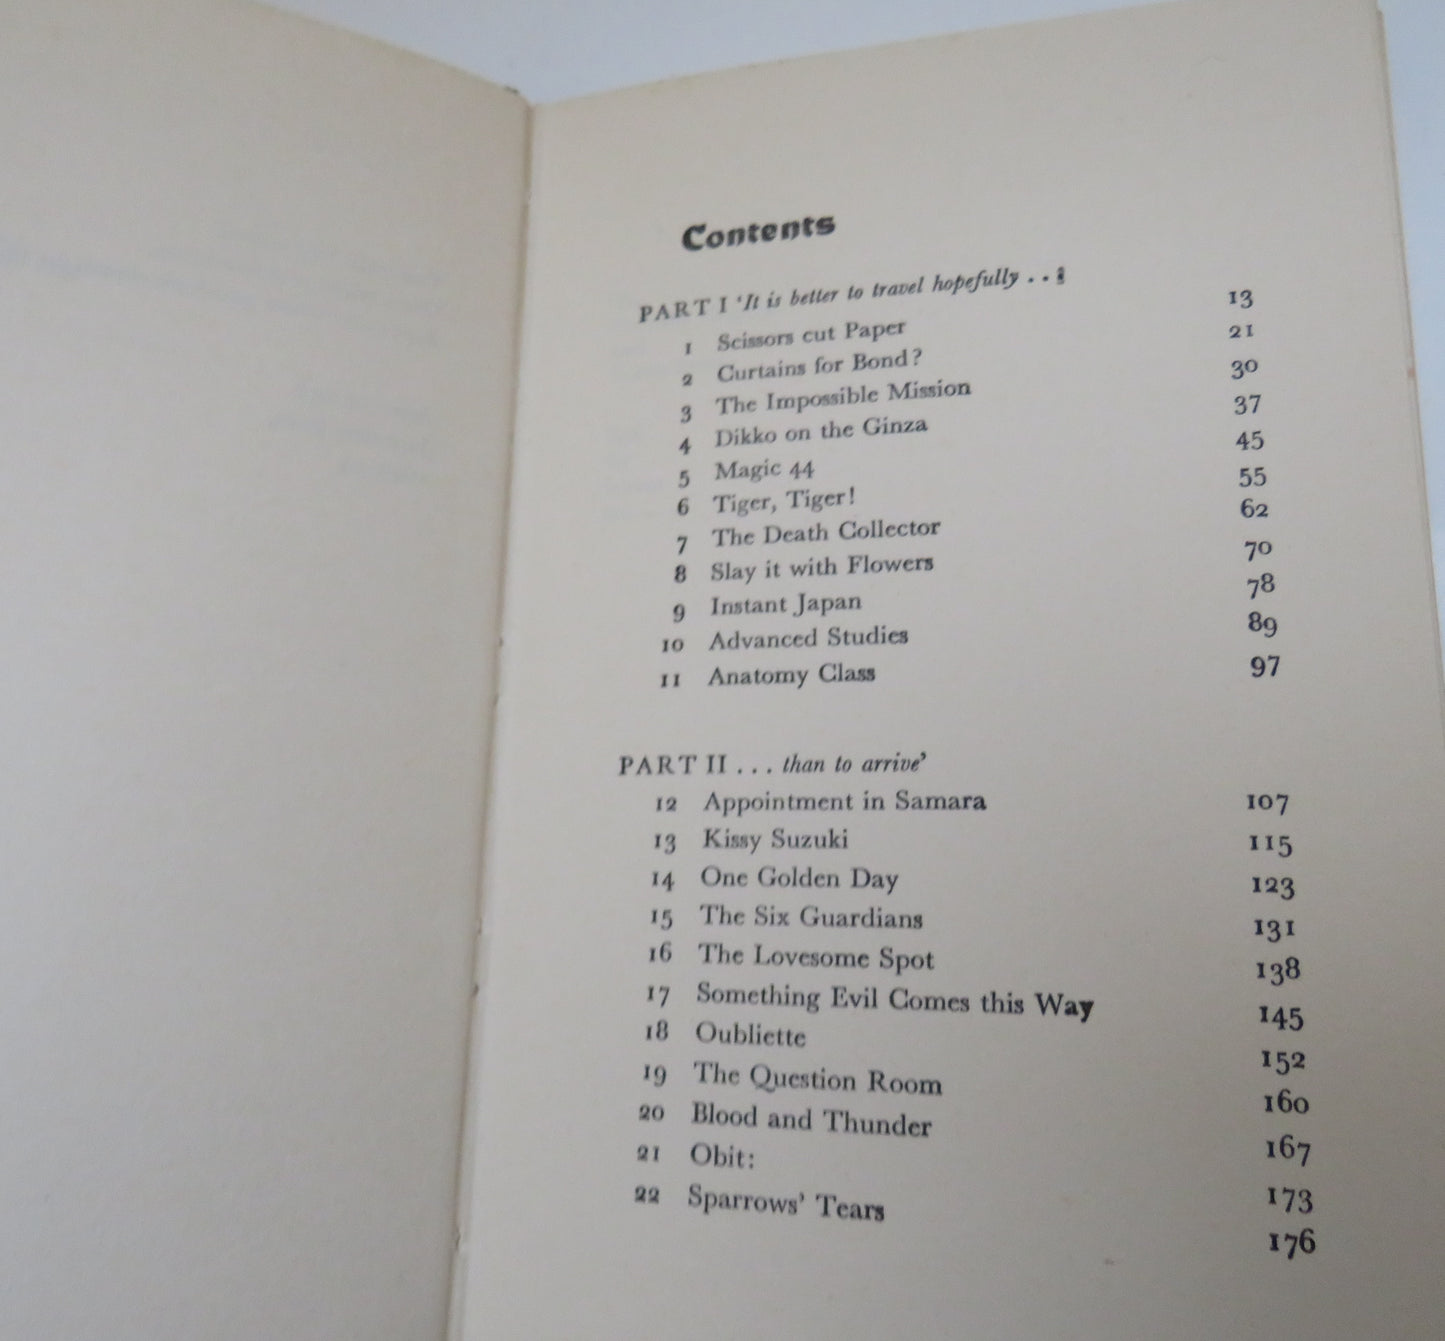 Contents
PART I 'It is better to travel hopefully . . .
1 Scissors cut Paper 13
2 Curtains for Bond? 21
3 The Impossible Mission 30
4 Dikko on the Ginza 37
5 Magic 44 45
6 Tiger, Tiger! 55
7 The Death Collector 62
8 Slay it with Flowers 70
9 Instant Japan 78
10 Advanced Studies 89
11 Anatomy Class 97
PART II . . . than to arrive'
12 Appointment in Samara 107
13 Kissy Suzuki 115
14 One Golden Day 123
15 The Six Guardians 131
16 The Lovesome Spot 138
17 Something Evil Comes this Way 145
18 Oubliette 152
19 The Question Room 160
20 Blood and Thunder 167
21 Obit: 173
22 Sparrows' Tears 176